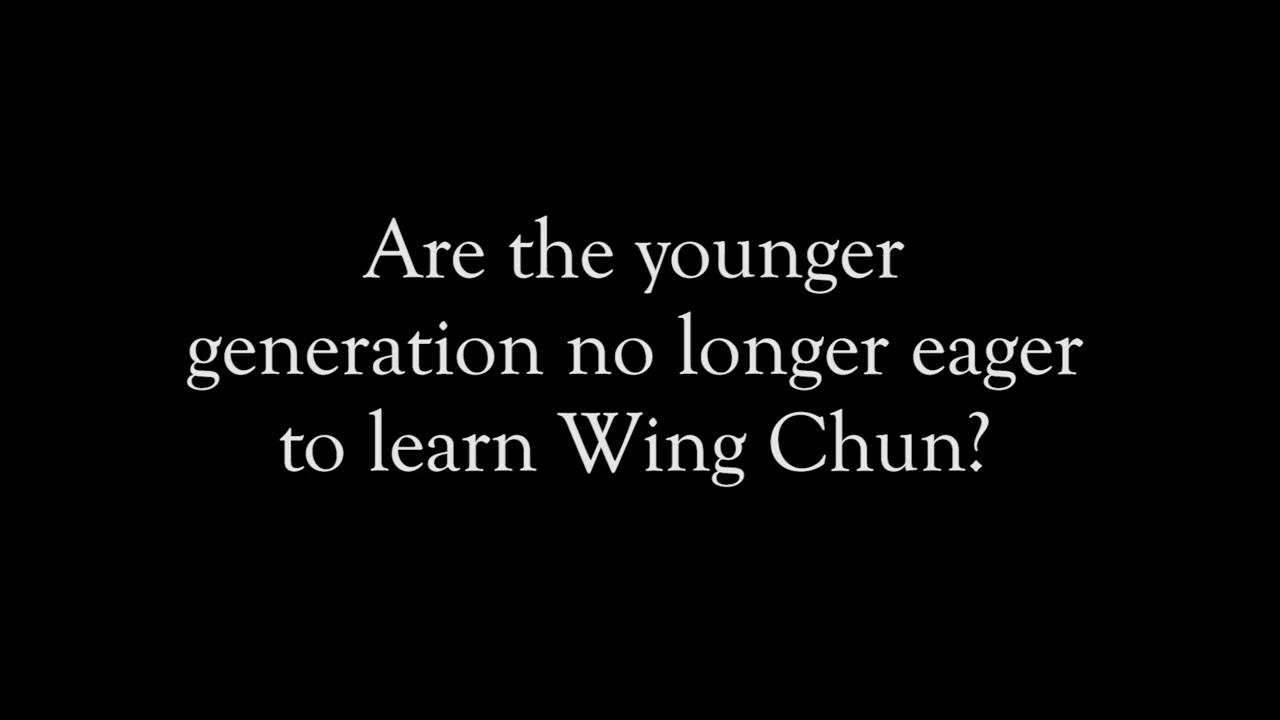 Are the younger
generation no longer eager
to learn Wing Chun?